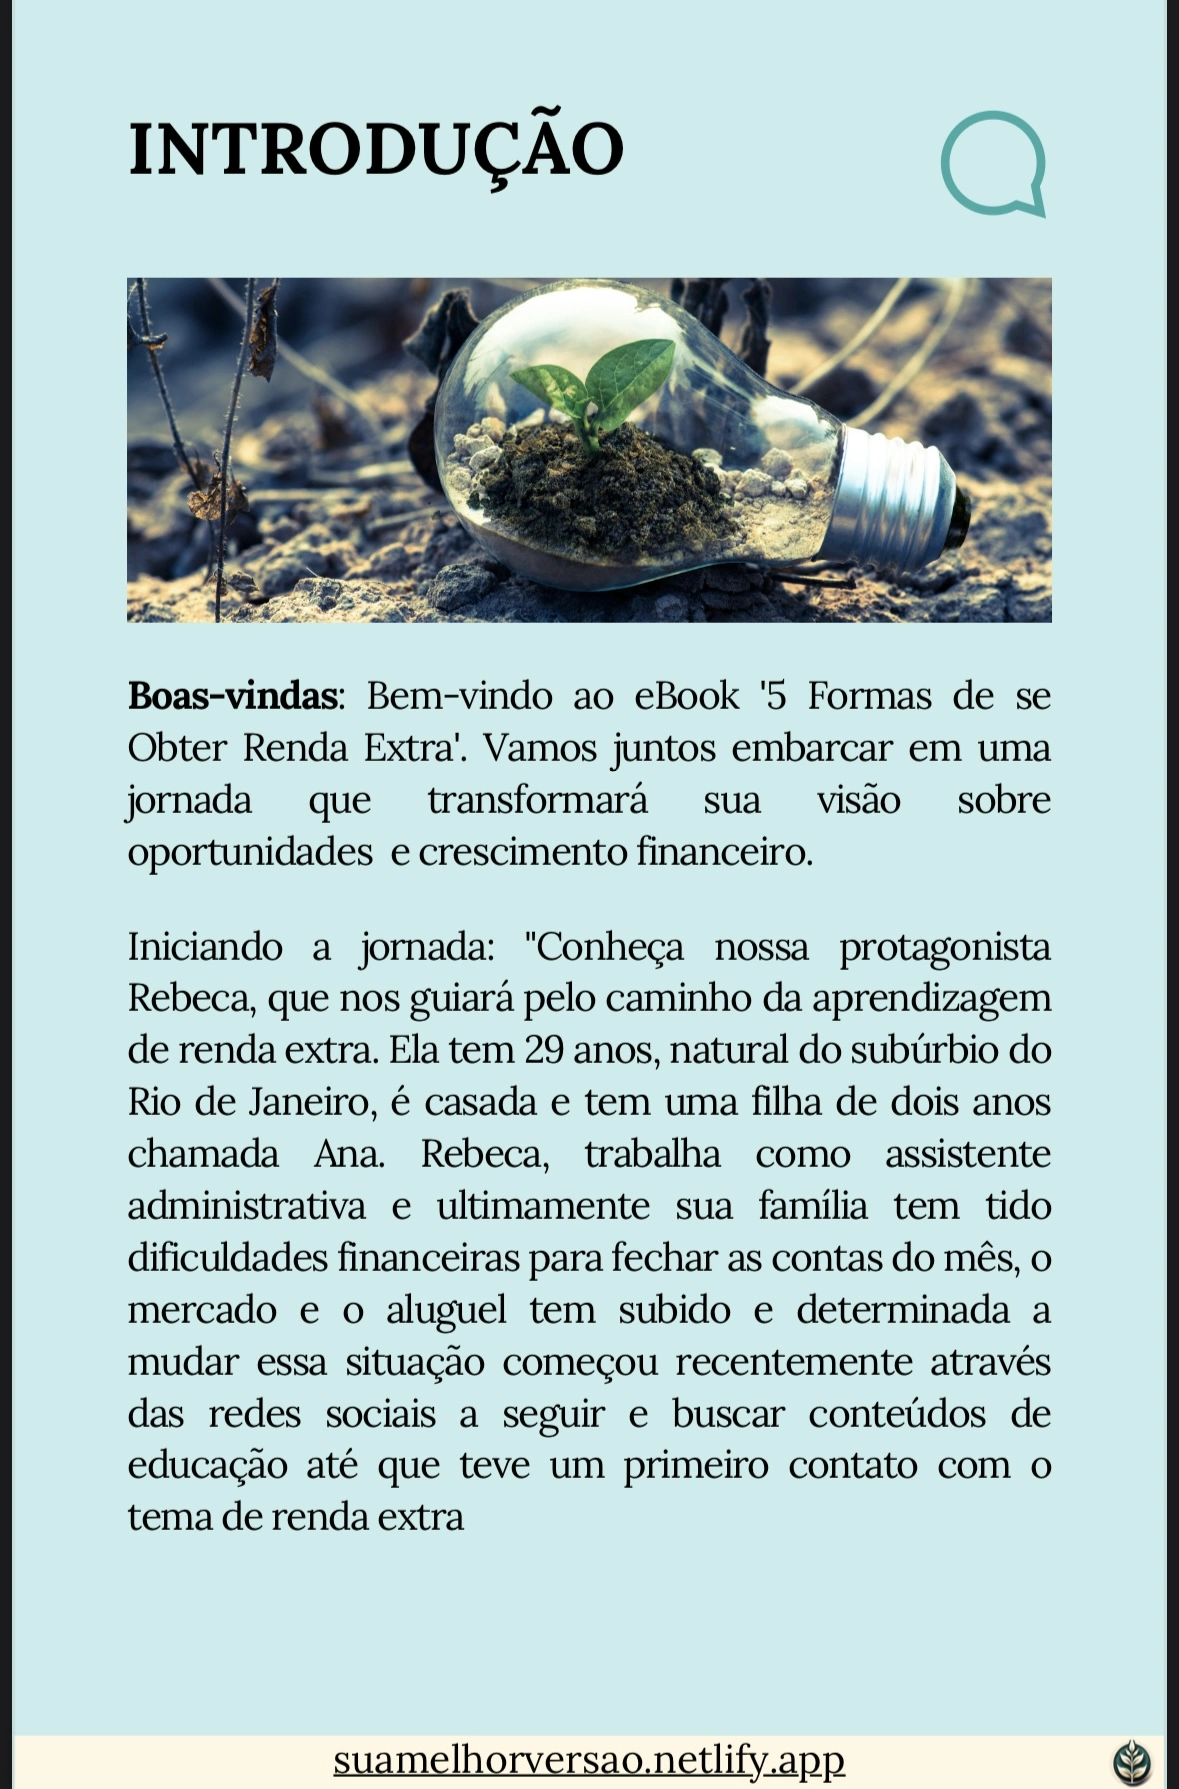 INTRODUÇÃO
Boas-vindas: Bem-vindo ao eBook '5 Formas de se
Obter Renda Extra'. Vamos juntos embarcar em uma
jornada que transformará sua visão sobre
oportunidades e crescimento financeiro.
Iniciando a jornada: "Conheça nossa protagonista
Rebeca, que nos guiará pelo caminho da aprendizagem
de renda extra. Ela tem 29 anos, natural do subúrbio do
Rio de Janeiro, é casada e tem uma filha de dois anos
chamada Ana. Rebeca, trabalha como assistente
administrativa e ultimamente sua família tem tido
dificuldades financeiras para fechar as contas do mês, o
mercado e o aluguel tem subido e determinada a
mudar essa situação começou recentemente através
das redes sociais a seguir e buscar conteúdos de
educação até que teve um primeiro contato com o
tema de renda extra
suamelhorversao.netlify.app